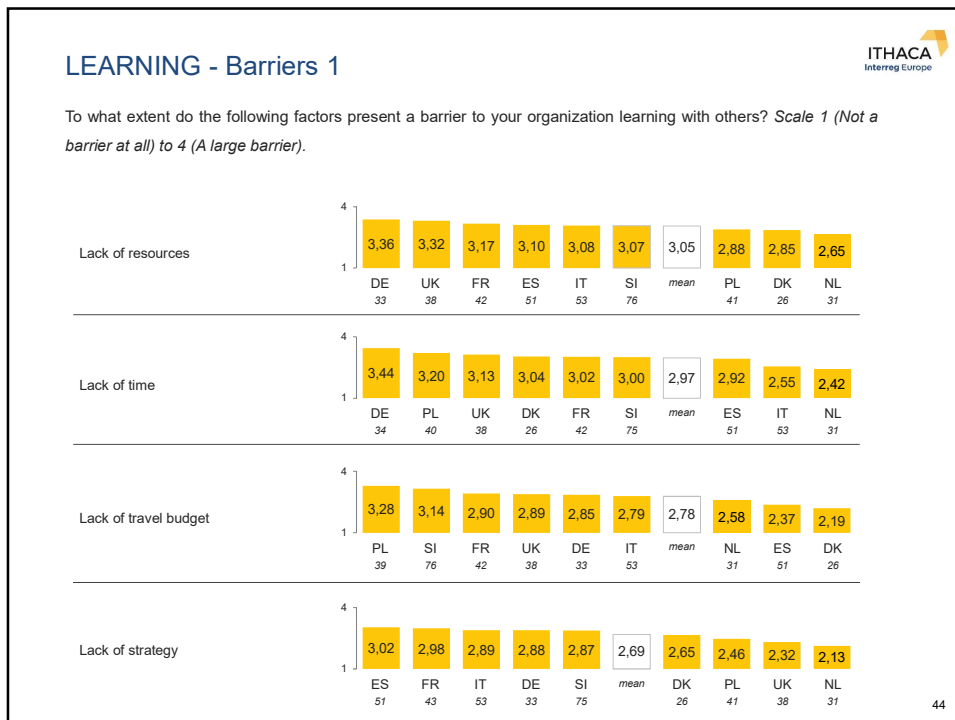 LEARNING - Barriers 1
ITHACA
Interreg Europe
To what extent do the following factors present a barrier to your organization learning with others? Scale 1 (Not a
barrier at all) to 4 (A large barrier).
Lack of resources
4
3,36 3,32 3,17 3,10 3,08 3,07 3,05 2,88 2,85 2,65
1
DE UK FR ES IT SI mean PL DK NL
33 38 42 51 53 76 41 26 31
Lack of time
4
3,44 3,20 3,13 3,04 3,02 3,00 2,97 2,92 2,55 2,42
1
DE PL UK DK FR SI mean ES IT NL
34 40 38 26 42 75 51 53 31
Lack of travel budget
4
3,28 3,14 2,90 2,89 2,85 2,79 2,78 2,58 2,37 2,19
1
PL SI FR UK DE IT mean NL ES DK
39 76 42 38 33 53 31 51 26
Lack of strategy
4
3,02 2,98 2,89 2,88 2,87 2,69 2,65 2,46 2,32 2,13
1
ES FR IT DE SI mean DK PL UK NL
51 43 53 33 75 26 41 38 31
44